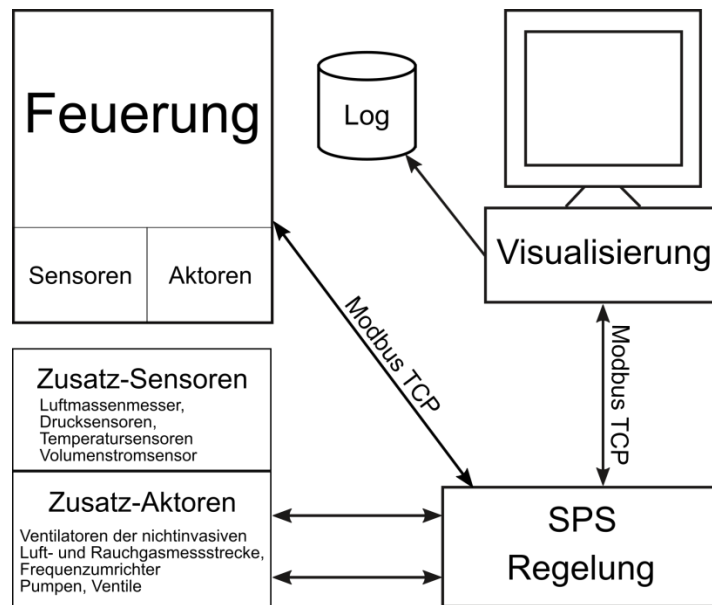 Feuerung
Sensoren
Aktoren
Log
Visualisierung
Modbus TCP
Modbus TCP
Zusatz-Sensoren
Luftmassenmesser,
Drucksensoren,
Temperatursensoren
Volumenstromsensor
Zusatz-Aktoren
Ventilatoren der nichtinvasiven
Luft- und Rauchgasmessstrecke,
Frequenzumrichter
Pumpen, Ventile
SPS
Regelung